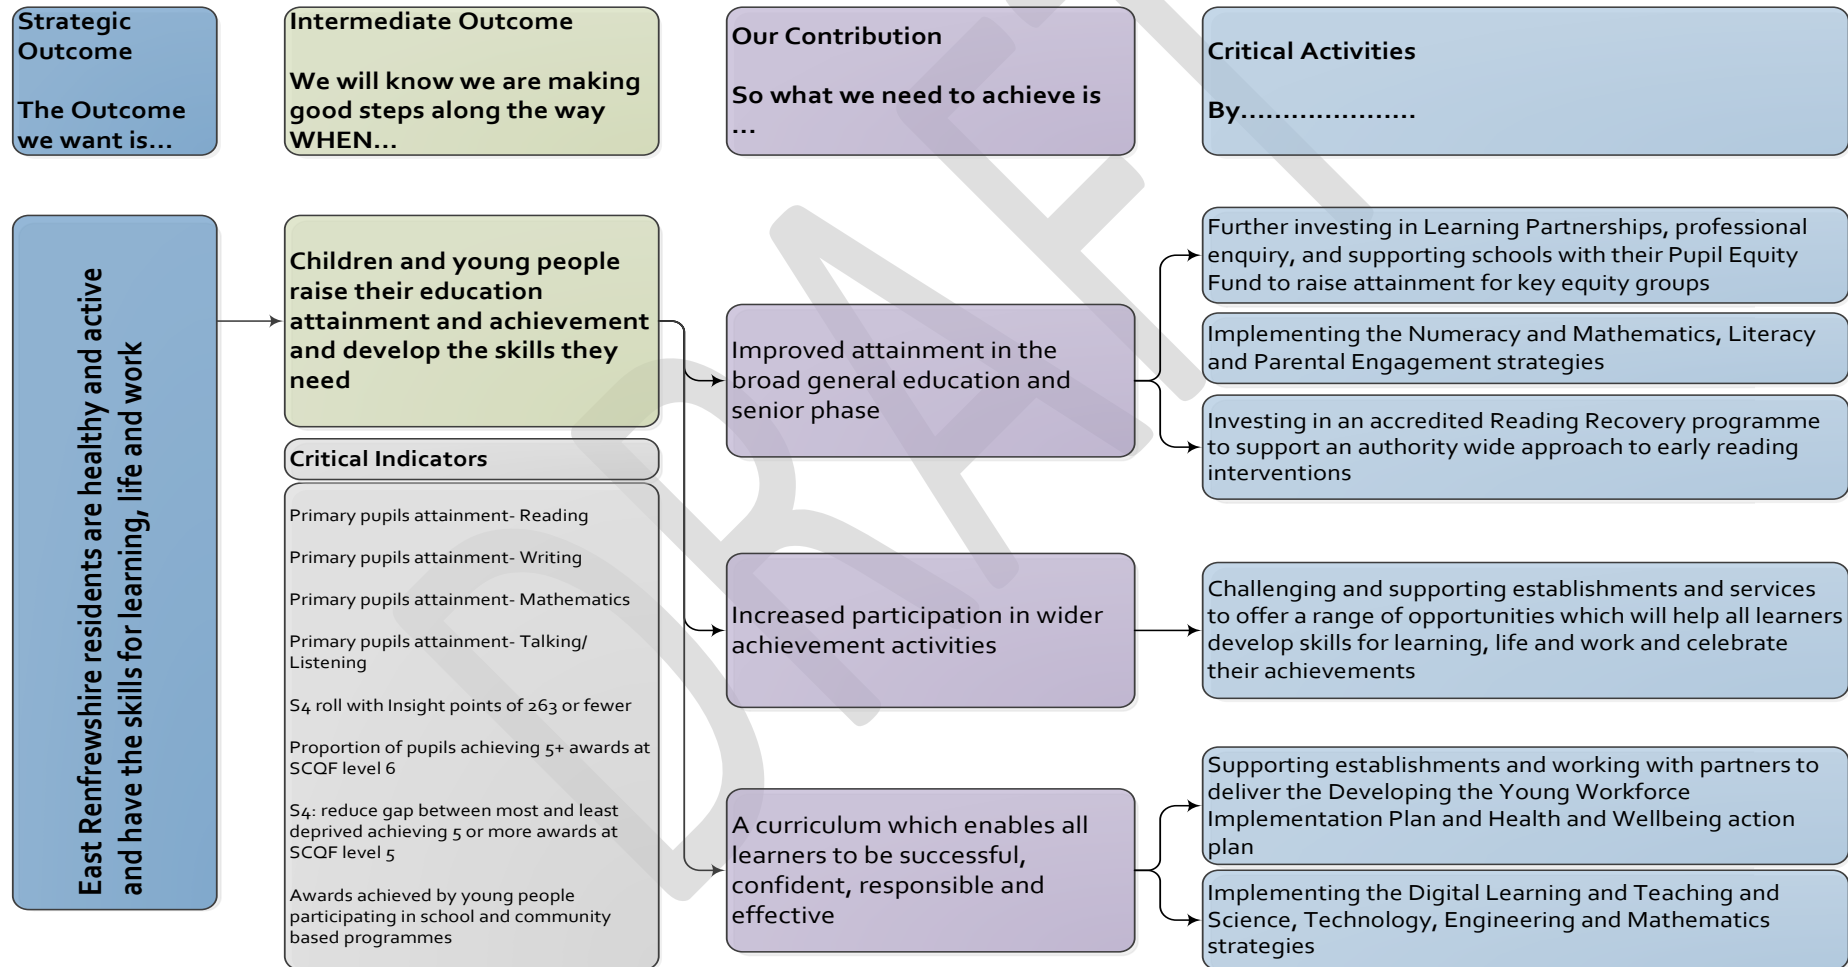 Strategic
Outcome
The Outcome
we want is...
Intermediate Outcome
We will know we are making
good steps along the way
WHEN...
Our Contribution
So what we need to achieve is
...
Critical Activities
By.....................
East Renfrewshire residents are healthy and active
and have the skills for learning, life and work
Children and young people
raise their education
attainment and achievement
and develop the skills they
need
Critical Indicators
Primary pupils attainment- Reading
Primary pupils attainment- Writing
Primary pupils attainment- Mathematics
Primary pupils attainment- Talking/
Listening
S4 roll with Insight points of 263 or fewer
Proportion of pupils achieving 5+ awards at
SCQF level 6
S4: reduce gap between most and least
deprived achieving 5 or more awards at
SCQF level 5
Awards achieved by young people
participating in school and community
based programmes
Improved attainment in the
broad general education and
senior phase
Increased participation in wider
achievement activities
A curriculum which enables all
learners to be successful,
confident, responsible and
effective
Further investing in Learning Partnerships, professional
enquiry, and supporting schools with their Pupil Equity
Fund to raise attainment for key equity groups
Implementing the Numeracy and Mathematics, Literacy
and Parental Engagement strategies
Investing in an accredited Reading Recovery programme
to support an authority wide approach to early reading
interventions
Challenging and supporting establishments and services
to offer a range of opportunities which will help all learners
develop skills for learning, life and work and celebrate
their achievements
Supporting establishments and working with partners to
deliver the Developing the Young Workforce
Implementation Plan and Health and Wellbeing action
plan
Implementing the Digital Learning and Teaching and
Science, Technology, Engineering and Mathematics
strategies
DRAFT